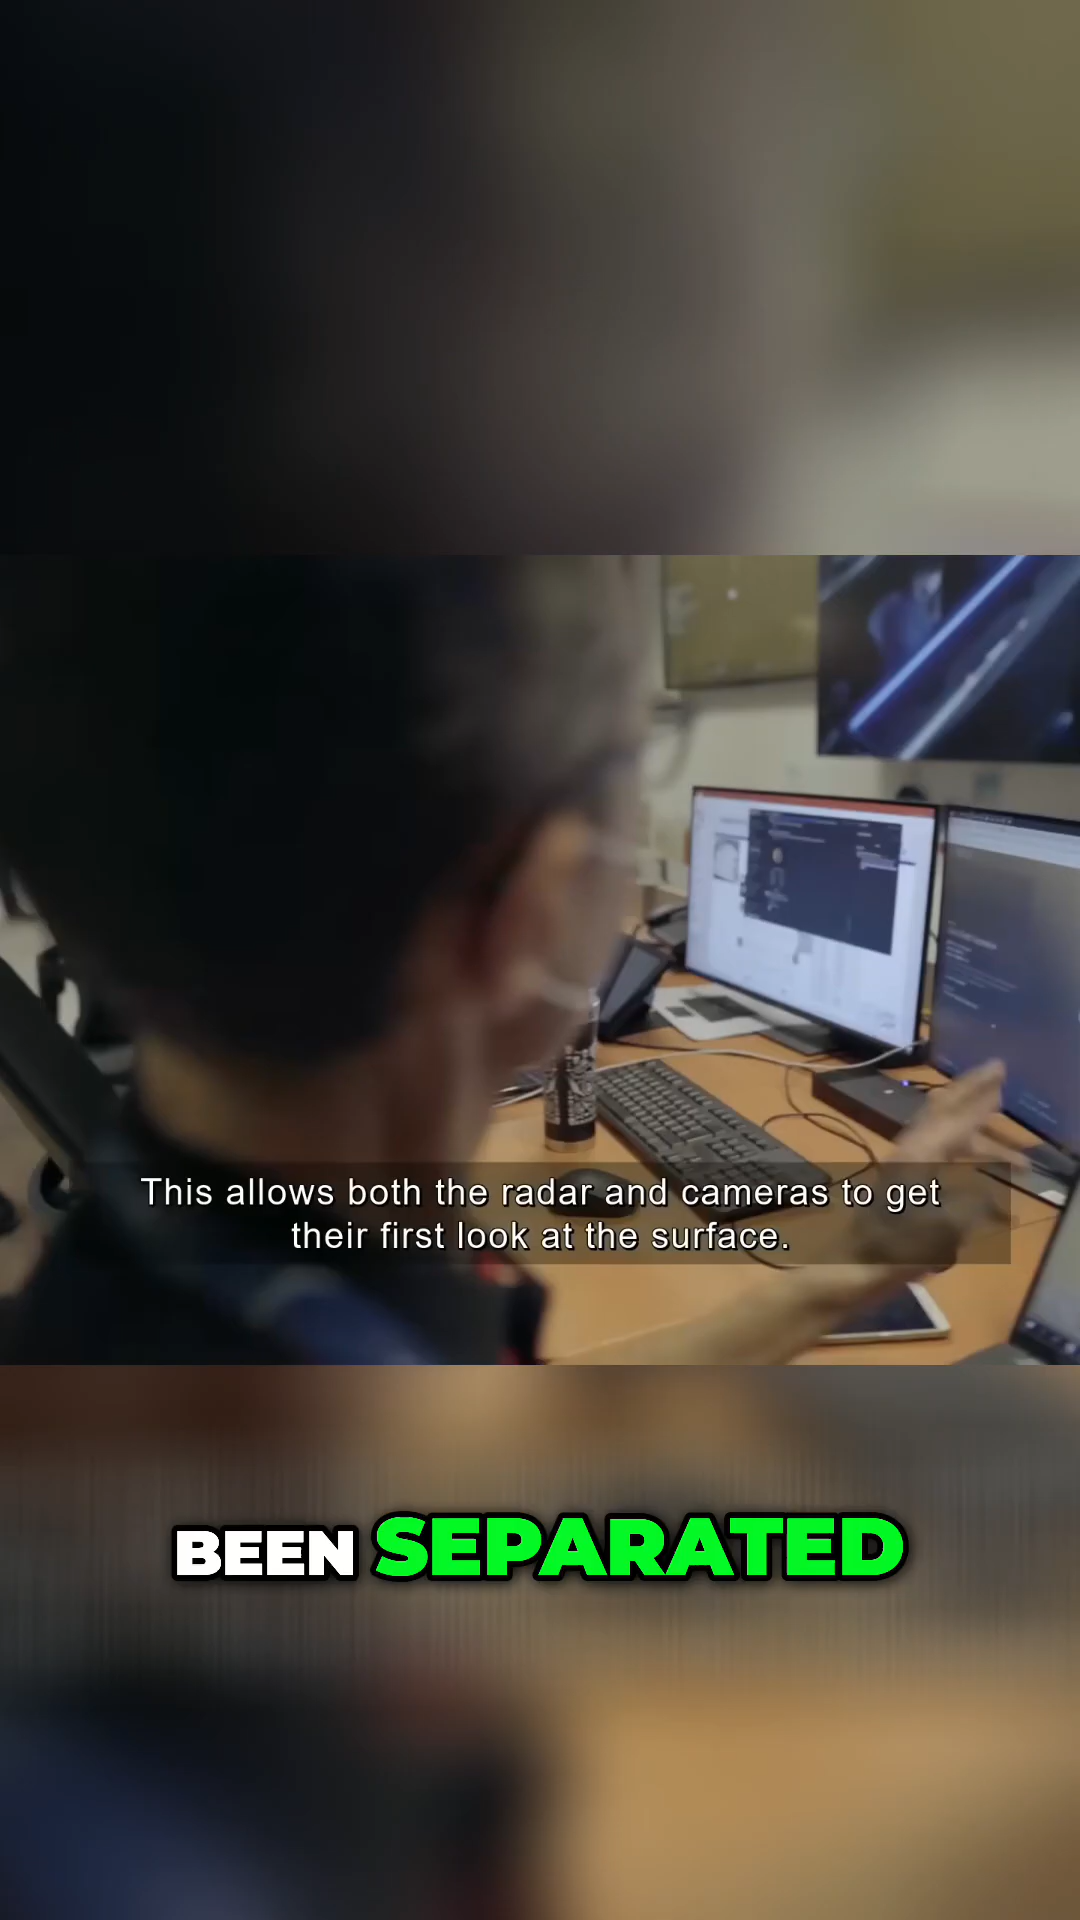 This allows both the radar and cameras to get
their first look at the surface.
BEEN SEPARATED